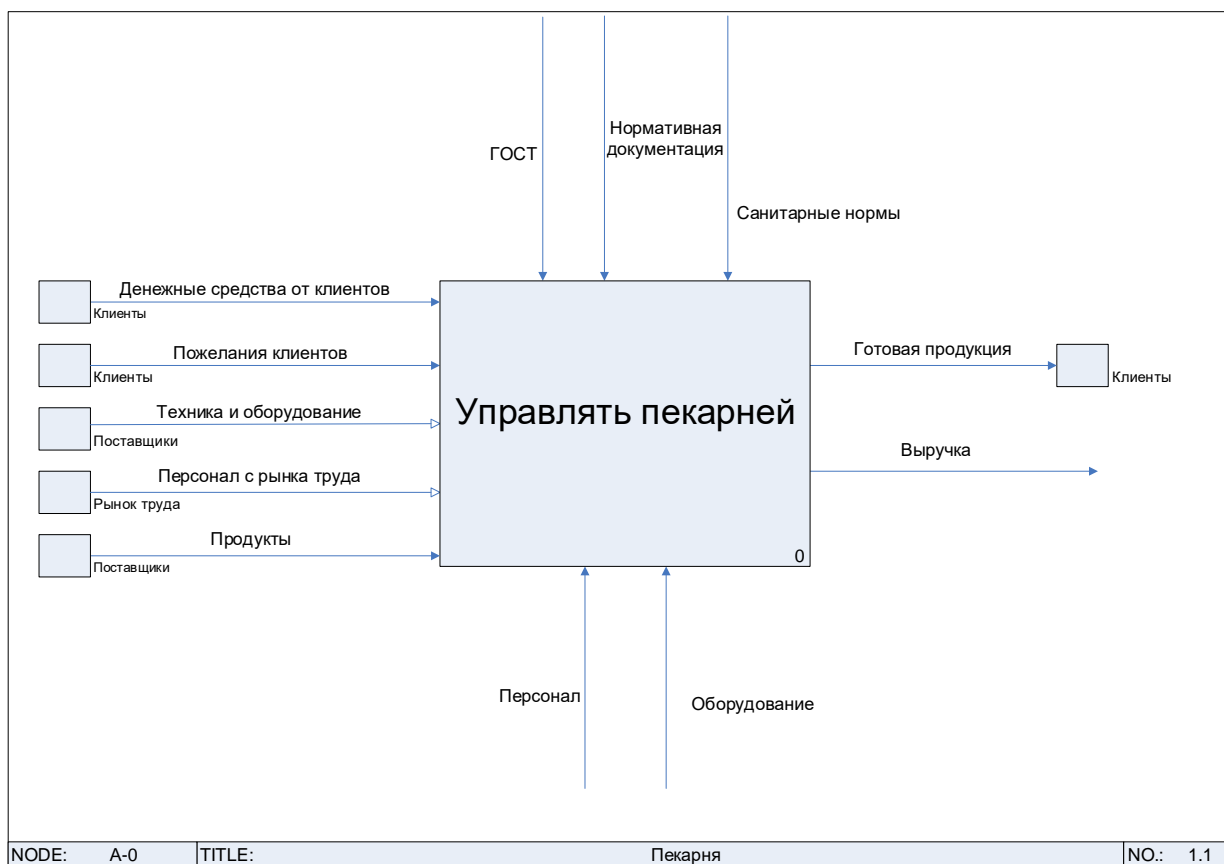 ГОСТ
Нормативная
документация
Санитарные нормы
Денежные средства от клиентов
Клиенты
Пожелания клиентов
Клиенты
Техника и оборудование
Поставщики
Персонал с рынка труда
Рынок труда
Продукты
Поставщики
Управлять пекарней
0
Готовая продукция
Клиенты
Выручка
Персонал
Оборудование
NODE: A-0 TITLE: Пекарня NO.: 1.1